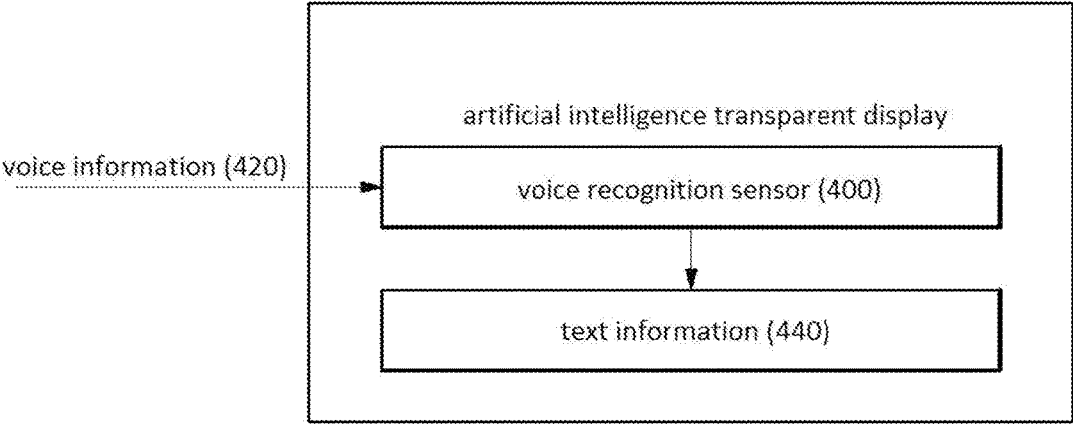 artificial intelligence transparent display
voice information (420)
voice recognition sensor (400)
text information (440)